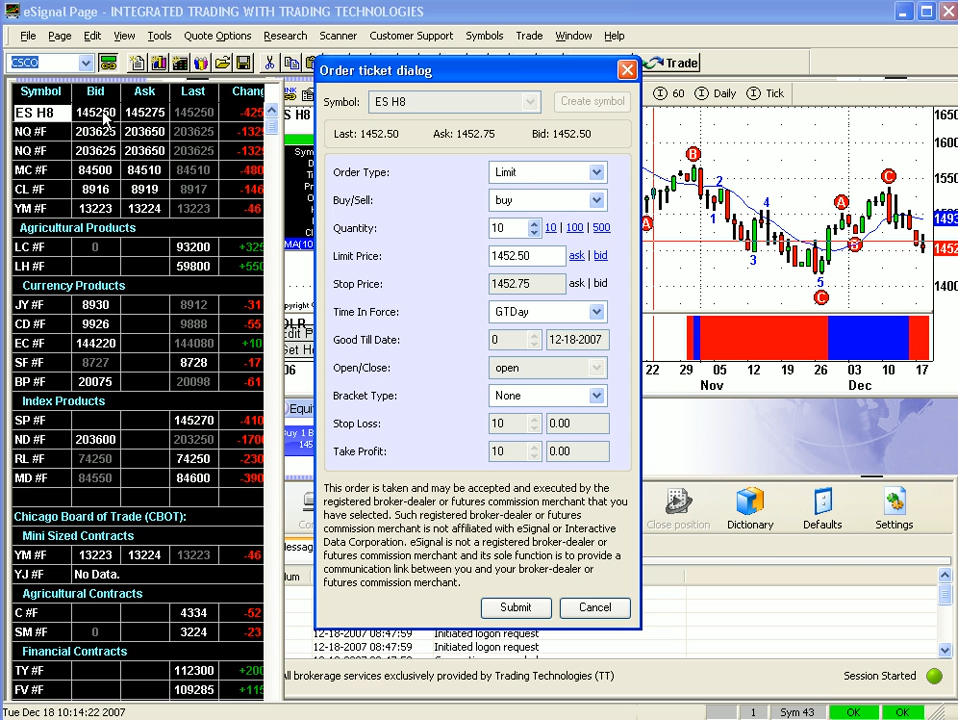 eSignal Page - INTEGRATED TRADING WITH TRADING TECHNOLOGIES
File Page Edit View Tools Quote Options Research Scanner Customer Support Symbols Trade Window Help
CSCO
Trade
Symbol Bid Ask Last Chang
ES H8 145250 145275 145250 -425
NQ #F 203625 203650 203625 -1325
NQ #F 203625 203650 203625 -1325
MC #F 84500 84510 84510 -480
CL #F 8916 8919 8917 -146
YM #F 13223 13224 13223 -46
Agricultural Products
LC #F 0 93200 +325
LH #F 59800 +550
Currency Products
JY #F 8930 8912 -31
CD #F 9926 9988 -55
EC #F 144220 144080 +10
SF #F 8727 8728 -17
BP #F 20075 20098 -61
Index Products
SP #F 145270 -410
ND #F 203600 203250 -1700
RL #F 74250 74250 -230
MD #F 84550 84600 -390
Chicago Board of Trade (CBOT):
Mini Sized Contracts
YM #F 13223 13224 13223 -46
YJ #F No Data.
Agricultural Contracts
C #F 4334 -52
SM #F 0 3224 -23
Financial Contracts
TY #F 112300 +200
FV #F 109285 +115
Order ticket dialog
Symbol: ES H8 Create symbol
Last: 1452.50 Ask: 1452.75 Bid: 1452.50
Order Type: Limit
Buy/Sell: buy
Quantity: 10 10 | 100 | 500
Limit Price: 1452.50 ask | bid
Stop Price: 1452.75 ask | bid
Time In Force: GTDay
Good Till Date: 0 12-18-2007
Open/Close: open
Bracket Type: None
Stop Loss: 10 0.00
Take Profit: 10 0.00
This order is taken and may be accepted and executed by the
registered broker-dealer or futures commission merchant that you
have selected. Such registered broker-dealer or futures
commission merchant is not affiliated with eSignal or Interactive
Data Corporation. eSignal is not a registered broker-dealer or
futures commission merchant and its sole function is to provide a
communication link between you and your broker-dealer or
futures commission merchant.
Submit Cancel
60 Daily Tick
1650
1600
1550
1493
1452
1400
B
2
C
A
A
4
1
B
3
5
C
22 29 05 12 19 26 03 10 17
Nov Dec
Close position Dictionary Defaults Settings
12-18-2007 08:47:59 Initiated logon request
12-18-2007 08:47:59 Initiated logon request
All brokerage services exclusively provided by Trading Technologies (TT)
Session Started
Tue Dec 18 10:14:22 2007
1 Sym 43 OK OK